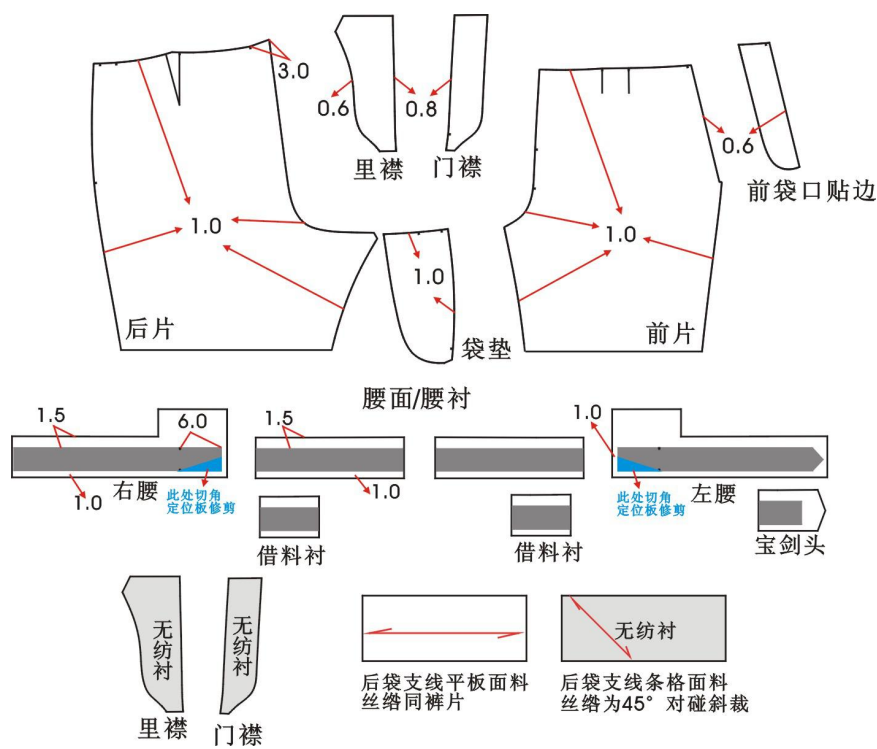 3.0
0.6
0.8
里襟
门襟
0.6
前袋口贴边
1.0
1.0
1.0
后片
袋垫
前片
腰面/腰衬
1.5
6.0
1.5
1.0
1.0
右腰
此处切角
定位板修剪
1.0
此处切角
定位板修剪
左腰
借料衬
借料衬
宝剑头
无纺衬
无纺衬
里襟
门襟
无纺衬
后袋支线平板面料
丝绺同裤片
后袋支线条格面料
丝绺为45° 对碰斜裁